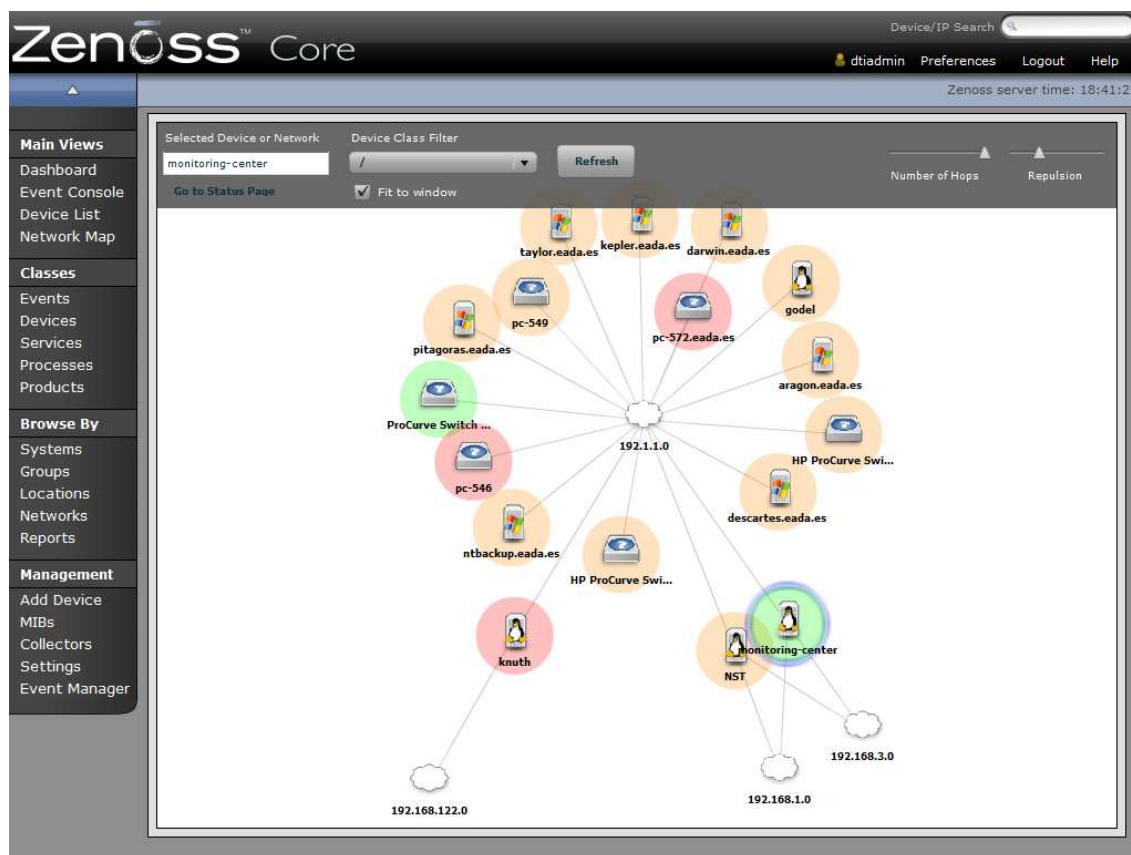 Zenōss™ Core
Device/IP Search
dtiadmin Preferences Logout Help
Zenoss server time: 18:41:2
Main Views
Dashboard
Event Console
Device List
Network Map
Classes
Events
Devices
Services
Processes
Products
Browse By
Systems
Groups
Locations
Networks
Reports
Management
Add Device
MIBs
Collectors
Settings
Event Manager
Selected Device or Network
monitoring-center
Go to Status Page
Device Class Filter
/
Fit to window
Refresh
Number of Hops
Repulsion
taylor.eada.es
kepler.eada.es
darwin.eada.es
godel
pc-549
pc-572.eada.es
pitagoras.eada.es
aragon.eada.es
ProCurve Switch ...
192.1.1.0
HP ProCurve Swi...
pc-546
descartes.eada.es
ntbackup.eada.es
HP ProCurve Swi...
knuth
monitoring-center
NST
192.168.3.0
192.168.1.0
192.168.122.0